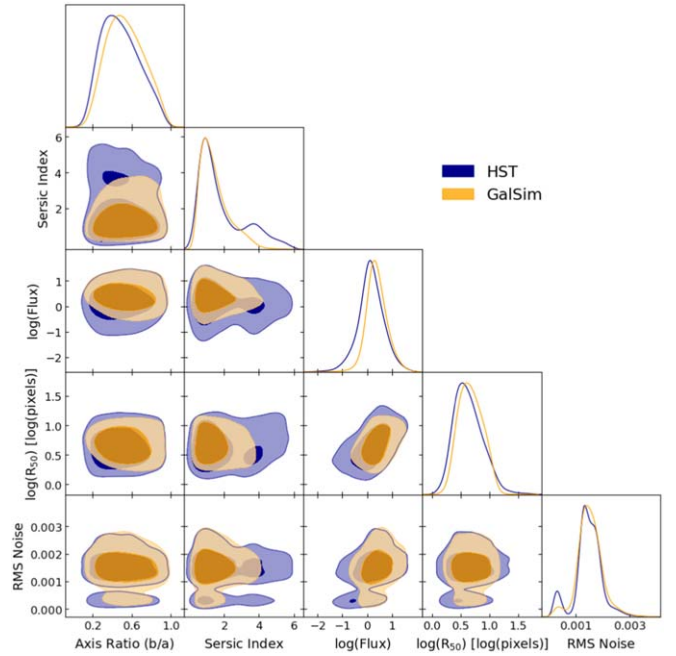 6
4
2
Sersic Index
HST
GalSim
1
0
−1
−2
log(Flux)
1.5
1.0
0.5
0.0
log(R₅₀) [log(pixels)]
0.003
0.002
0.001
0.000
RMS Noise
0.2 0.6 1.0 2 4 6 −2 −1 0 1 0.0 0.5 1.0 1.5 0.001 0.003
Axis Ratio (b/a) Sersic Index log(Flux) log(R₅₀) [log(pixels)] RMS Noise